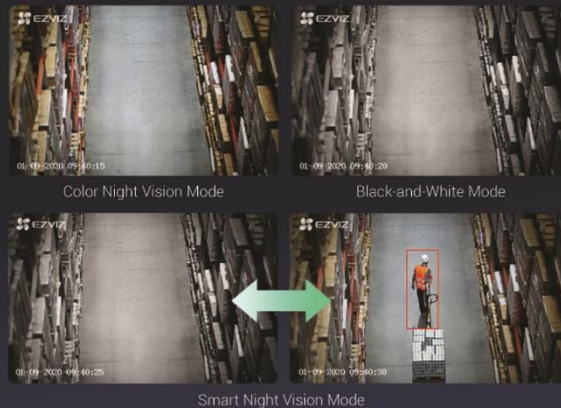 EZVIZ
EZVIZ
01-09-2020 09:40:15
01-09-2020 09:40:20
Color Night Vision Mode
Black-and-White Mode
EZVIZ
EZVIZ
01-09-2020 09:40:25
01-09-2020 09:40:30
Smart Night Vision Mode